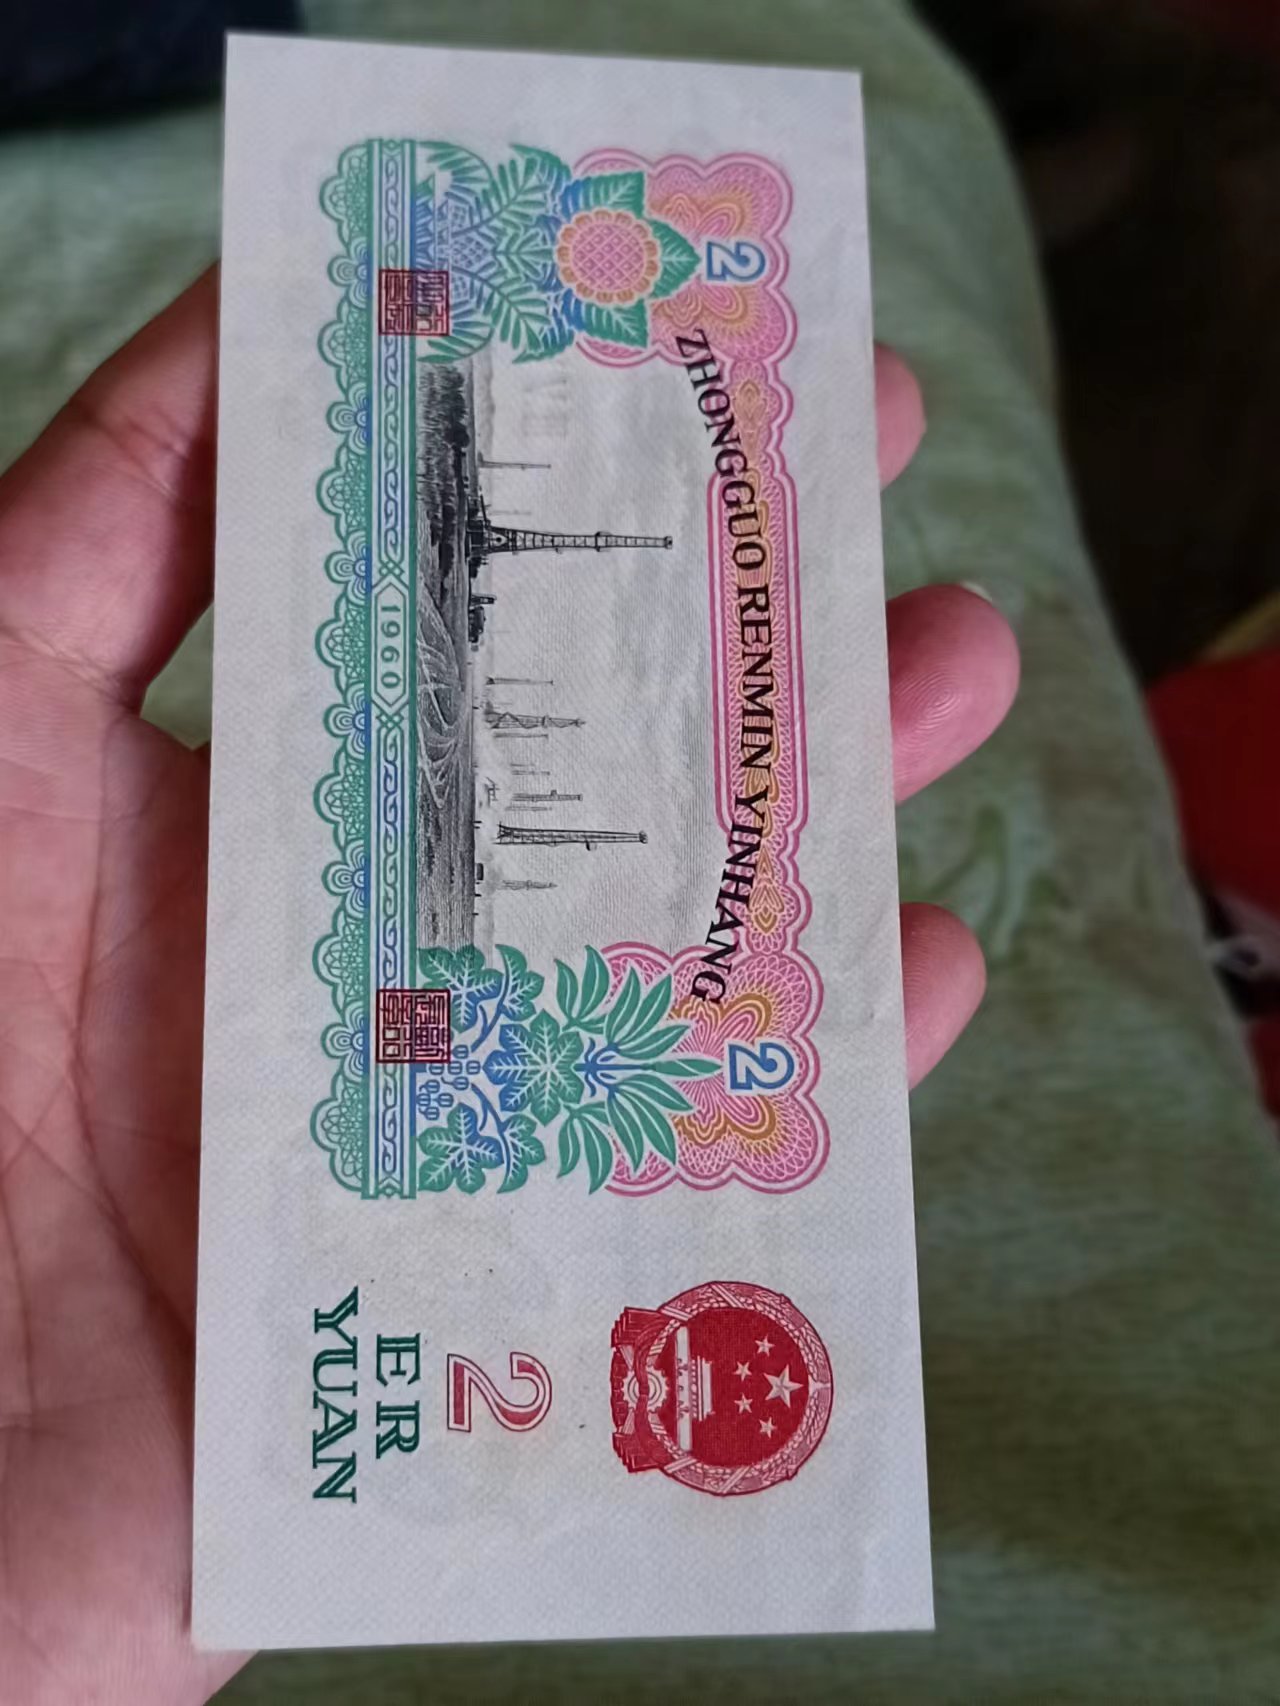 ZHONGGUO RENMIN YINHANG
2
2
1960
2
ER
YUAN